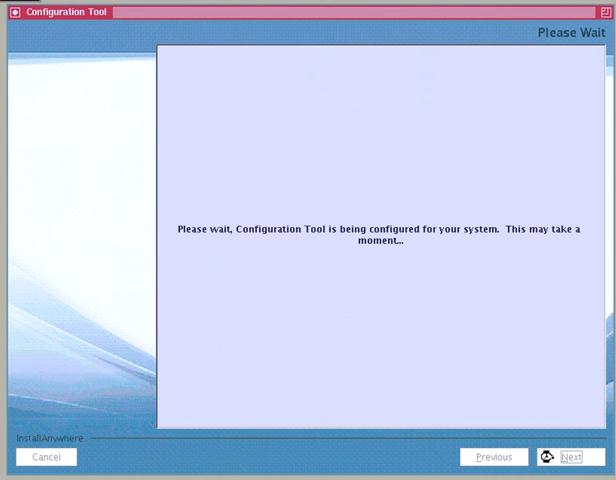 Configuration Tool
Please Wait
Please wait, Configuration Tool is being configured for your system. This may take a
moment...
InstallAnywhere
Cancel
Previous
Next